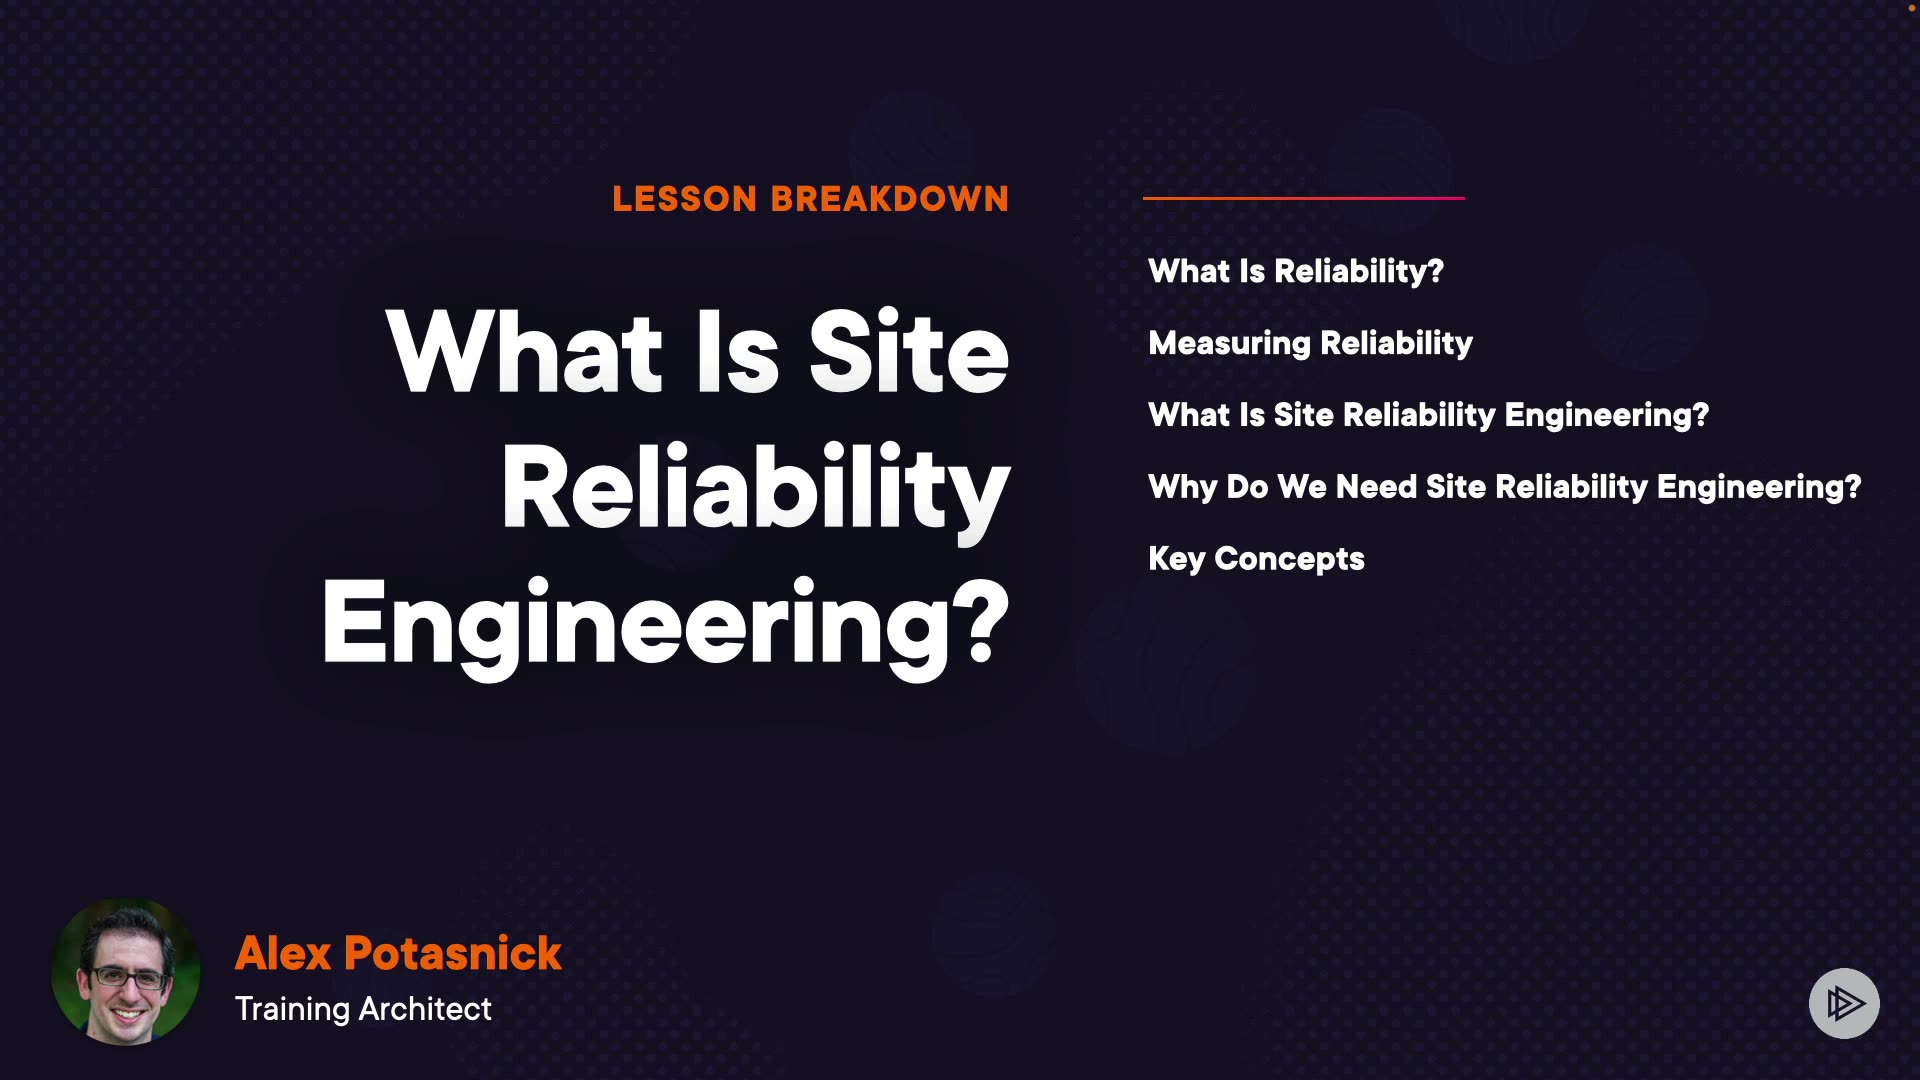 LESSON BREAKDOWN
What Is Site
Reliability
Engineering?
What Is Reliability?
Measuring Reliability
What Is Site Reliability Engineering?
Why Do We Need Site Reliability Engineering?
Key Concepts
Alex Potasnick
Training Architect